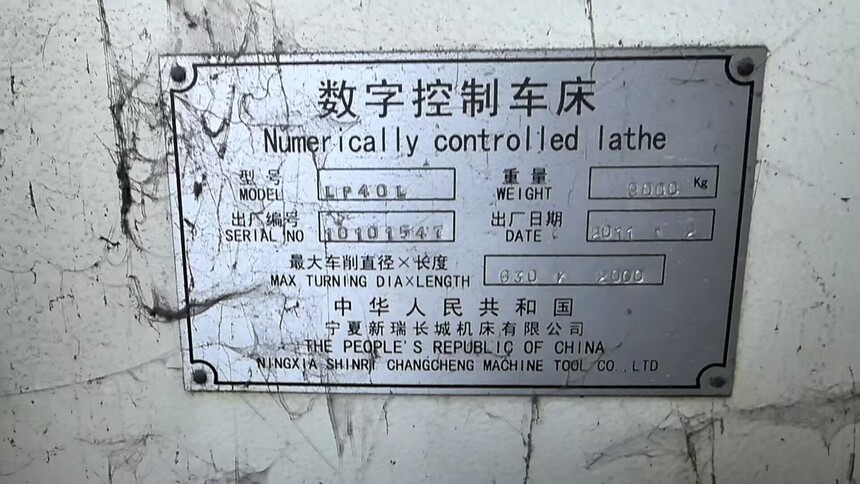 数字控制车床
Numerically controlled lathe
型号 MODEL 重量 WEIGHT Kg
出厂编号 SERIAL NO 10101547 出厂日期 DATE 2011
最大车削直径×长度 MAX TURNING DIA×LENGTH 630 × 2000
中华人民共和国
宁夏新瑞长城机床有限公司
THE PEOPLE'S REPUBLIC OF CHINA
NINGXIA SHINRI CHANGCHENG MACHINE TOOL CO.,LTD